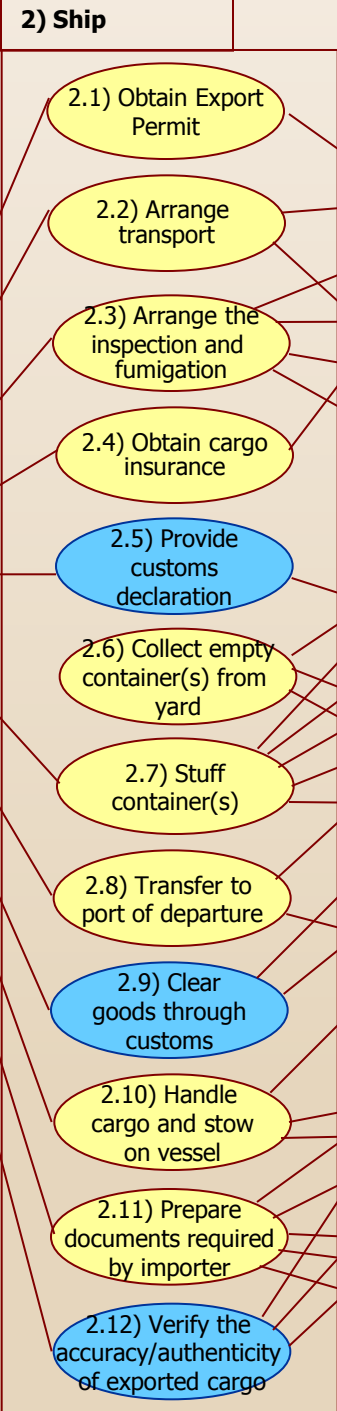 2) Ship
2.1) Obtain Export
Permit
2.2) Arrange
transport
2.3) Arrange the
inspection and
fumigation
2.4) Obtain cargo
insurance
2.5) Provide
customs
declaration
2.6) Collect empty
container(s) from
yard
2.7) Stuff
container(s)
2.8) Transfer to
port of departure
2.9) Clear
goods through
customs
2.10) Handle
cargo and stow
on vessel
2.11) Prepare
documents required
by importer
2.12) Verify the
accuracy/authenticity
of exported cargo